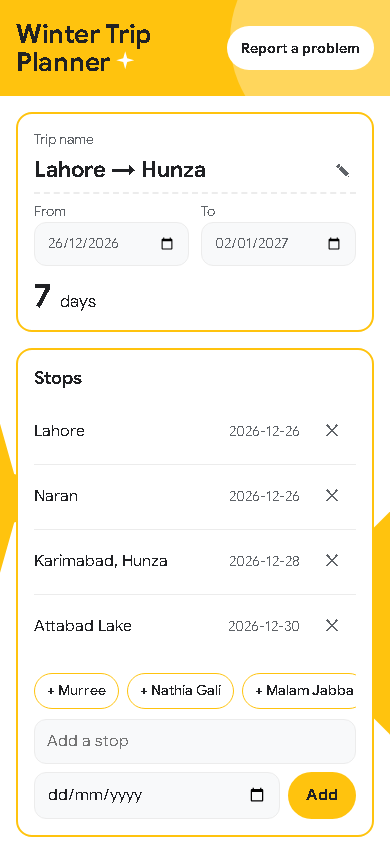 Winter Trip
Planner
Report a problem
Trip name
Lahore → Hunza
From
To
26/12/2026
02/01/2027
7 days
Stops
Lahore 2026-12-26
Naran 2026-12-26
Karimabad, Hunza 2026-12-28
Attabad Lake 2026-12-30
+ Murree + Nathia Gali + Malam Jabba
Add a stop
dd/mm/yyyy Add